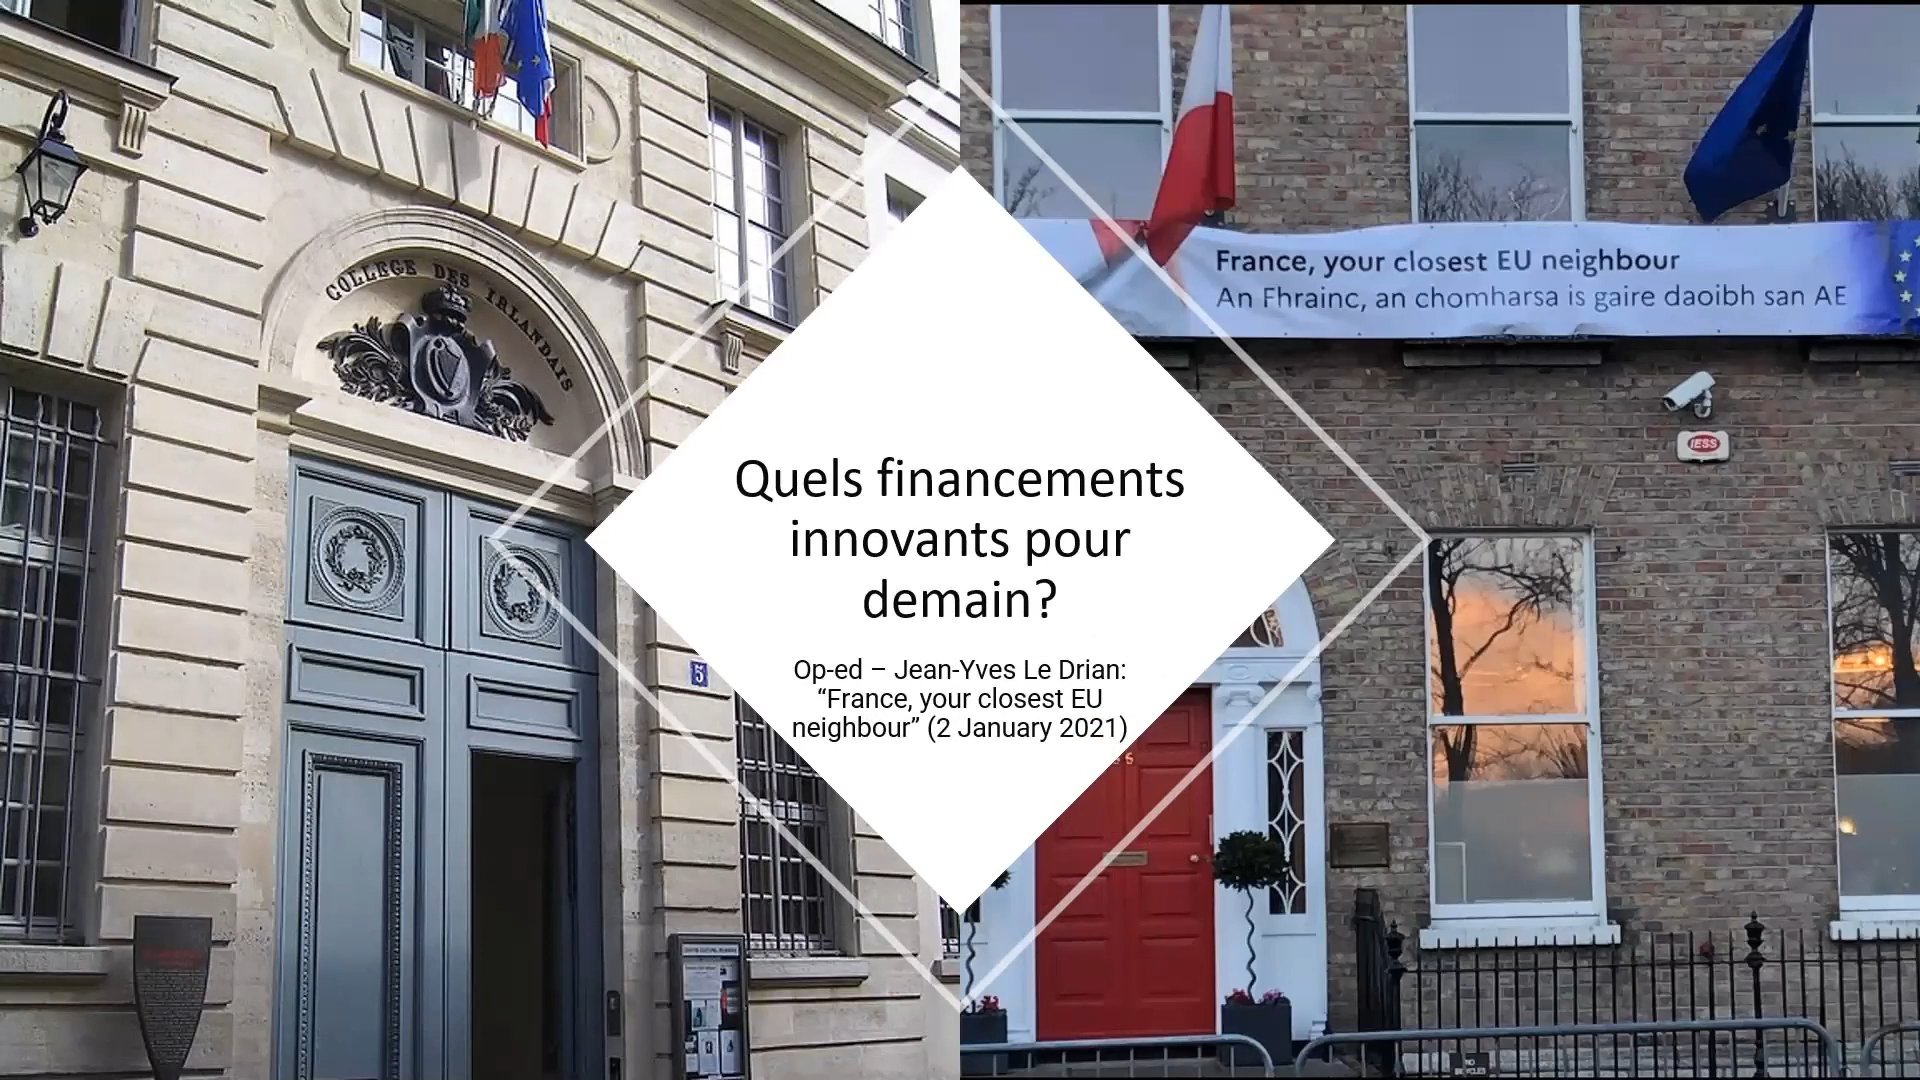 COLLEGE DES IRLANDAIS
France, your closest EU neighbour
An Fhrainc, an chomharsa is gaire daoibh san AE
IESS
Quels financements
innovants pour
demain?
Op-ed – Jean-Yves Le Drian:
“France, your closest EU
neighbour” (2 January 2021)
5
NO
BICYCLES